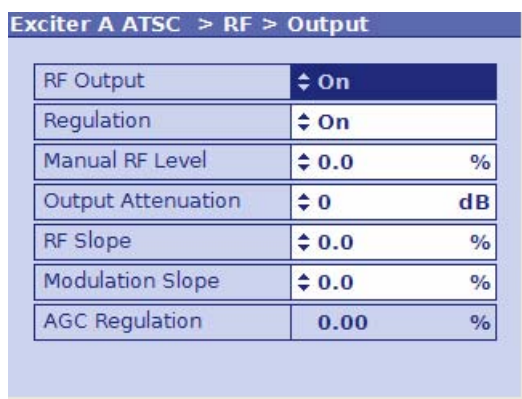 Exciter A ATSC > RF > Output
RF Output On
Regulation On
Manual RF Level 0.0 %
Output Attenuation 0 dB
RF Slope 0.0 %
Modulation Slope 0.0 %
AGC Regulation 0.00 %